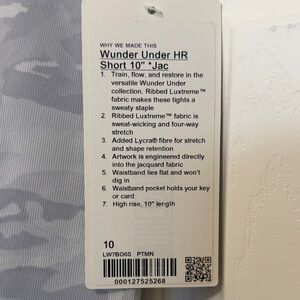 WHY WE MADE THIS
Wunder Under HR
Short 10" *Jac
1. Train, flow, and restore in the
versatile Wunder Under
collection. Ribbed Luxtreme™
fabric makes these tights a
sweaty staple
2. Ribbed Luxtreme™ fabric is
sweat-wicking and four-way
stretch
3. Added Lycra® fibre for stretch
and shape retention
4. Artwork is engineered directly
into the jacquard fabric
5. Waistband lies flat and won't
dig in
6. Waistband pocket holds your key
or card
7. High rise, 10" length
10
LW7BO6S PTMN
000127525268